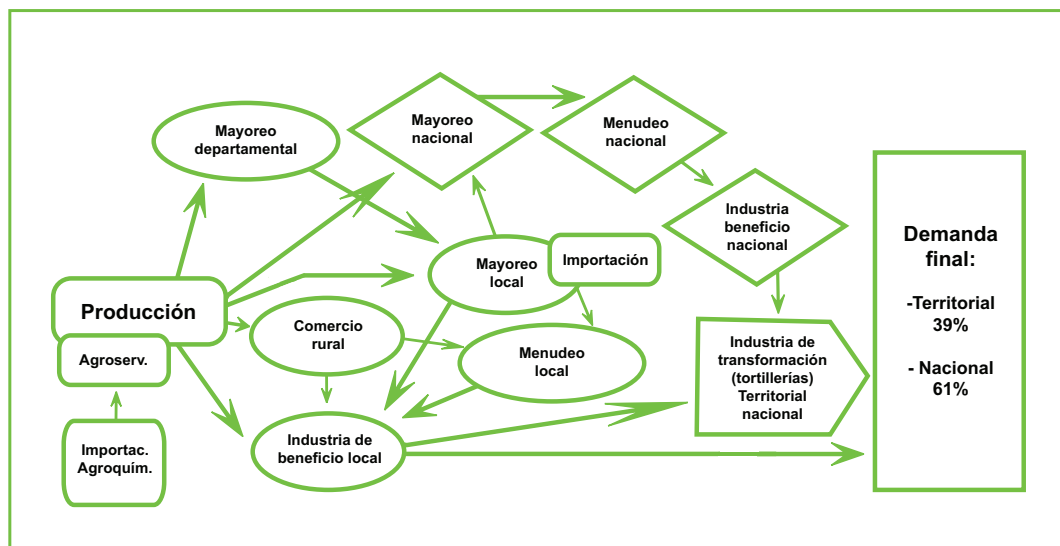 Mayoreo
departamental
Mayoreo
nacional
Menudeo
nacional
Industria
beneficio
nacional
Demanda
final:
-Territorial
39%
- Nacional
61%
Mayoreo
local
Importación
Producción
Agroserv.
Importac.
Agroquím.
Comercio
rural
Menudeo
local
Industria de
beneficio local
Industria de
transformación
(tortillerías)
Territorial
nacional